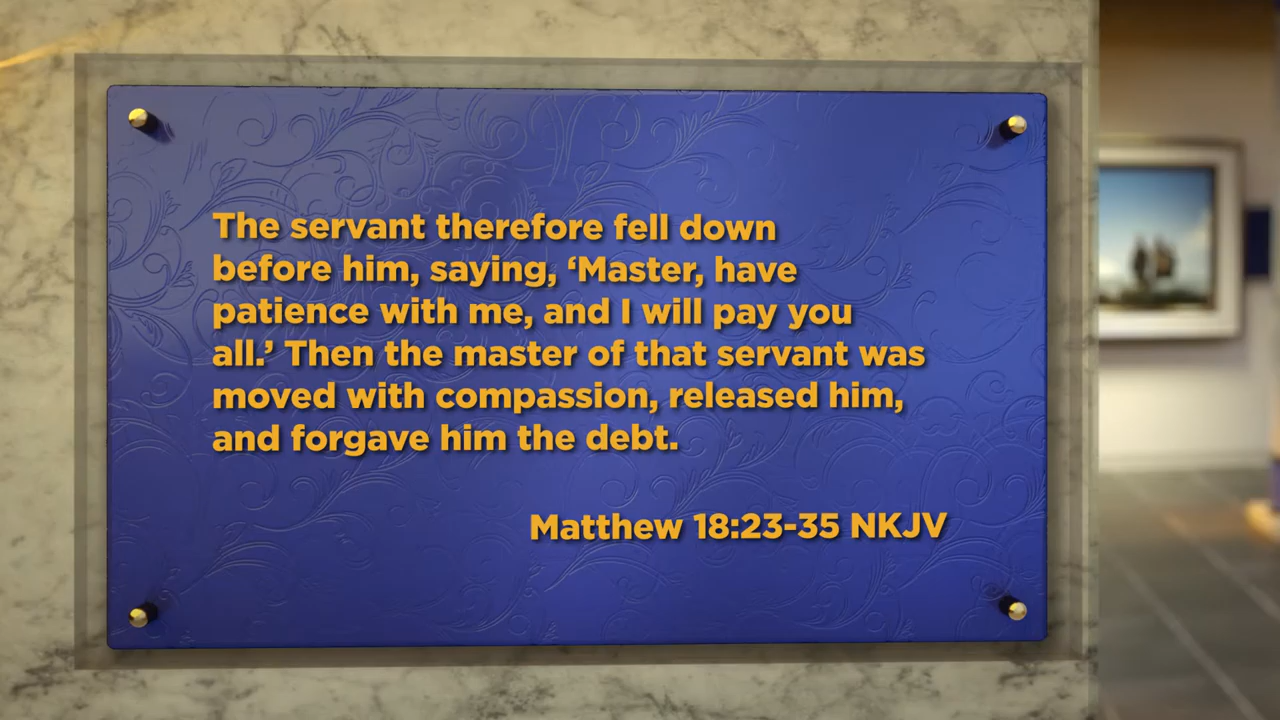 The servant therefore fell down
before him, saying, ‘Master, have
patience with me, and I will pay you
all.’ Then the master of that servant was
moved with compassion, released him,
and forgave him the debt.
Matthew 18:23-35 NKJV